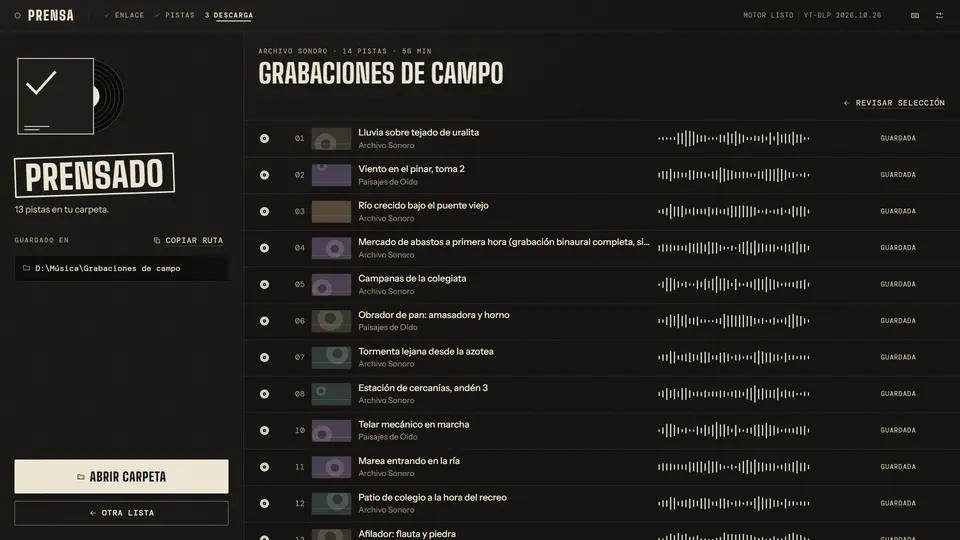 PRENSA
✓ ENLACE ✓ PISTAS 3 DESCARGA
MOTOR LISTO | YT-DLP 2026.10.26
PRENSADO
13 pistas en tu carpeta.
GUARDADO EN
COPIAR RUTA
D:\Música\Grabaciones de campo
ABRIR CARPETA
← OTRA LISTA
ARCHIVO SONORO · 14 PISTAS · 56 MIN
GRABACIONES DE CAMPO
← REVISAR SELECCIÓN
01 Lluvia sobre tejado de uralita GUARDADA
Archivo Sonoro
02 Viento en el pinar, toma 2 GUARDADA
Paisajes de Oído
03 Río crecido bajo el puente viejo GUARDADA
Archivo Sonoro
04 Mercado de abastos a primera hora (grabación binaural completa, si... GUARDADA
Archivo Sonoro
05 Campanas de la colegiata GUARDADA
Archivo Sonoro
06 Obrador de pan: amasadora y horno GUARDADA
Paisajes de Oído
07 Tormenta lejana desde la azotea GUARDADA
Archivo Sonoro
08 Estación de cercanías, andén 3 GUARDADA
Archivo Sonoro
10 Telar mecánico en marcha GUARDADA
Paisajes de Oído
11 Marea entrando en la ría GUARDADA
Archivo Sonoro
12 Patio de colegio a la hora del recreo GUARDADA
Archivo Sonoro
13 Afilador: flauta y piedra GUARDADA